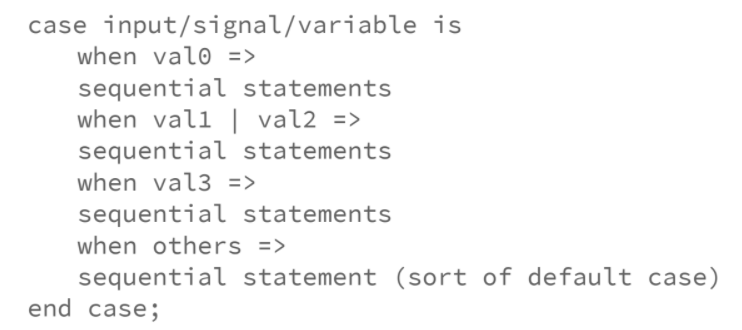 case input/signal/variable is
when val0 =>
sequential statements
when val1 | val2 =>
sequential statements
when val3 =>
sequential statements
when others =>
sequential statement (sort of default case)
end case;